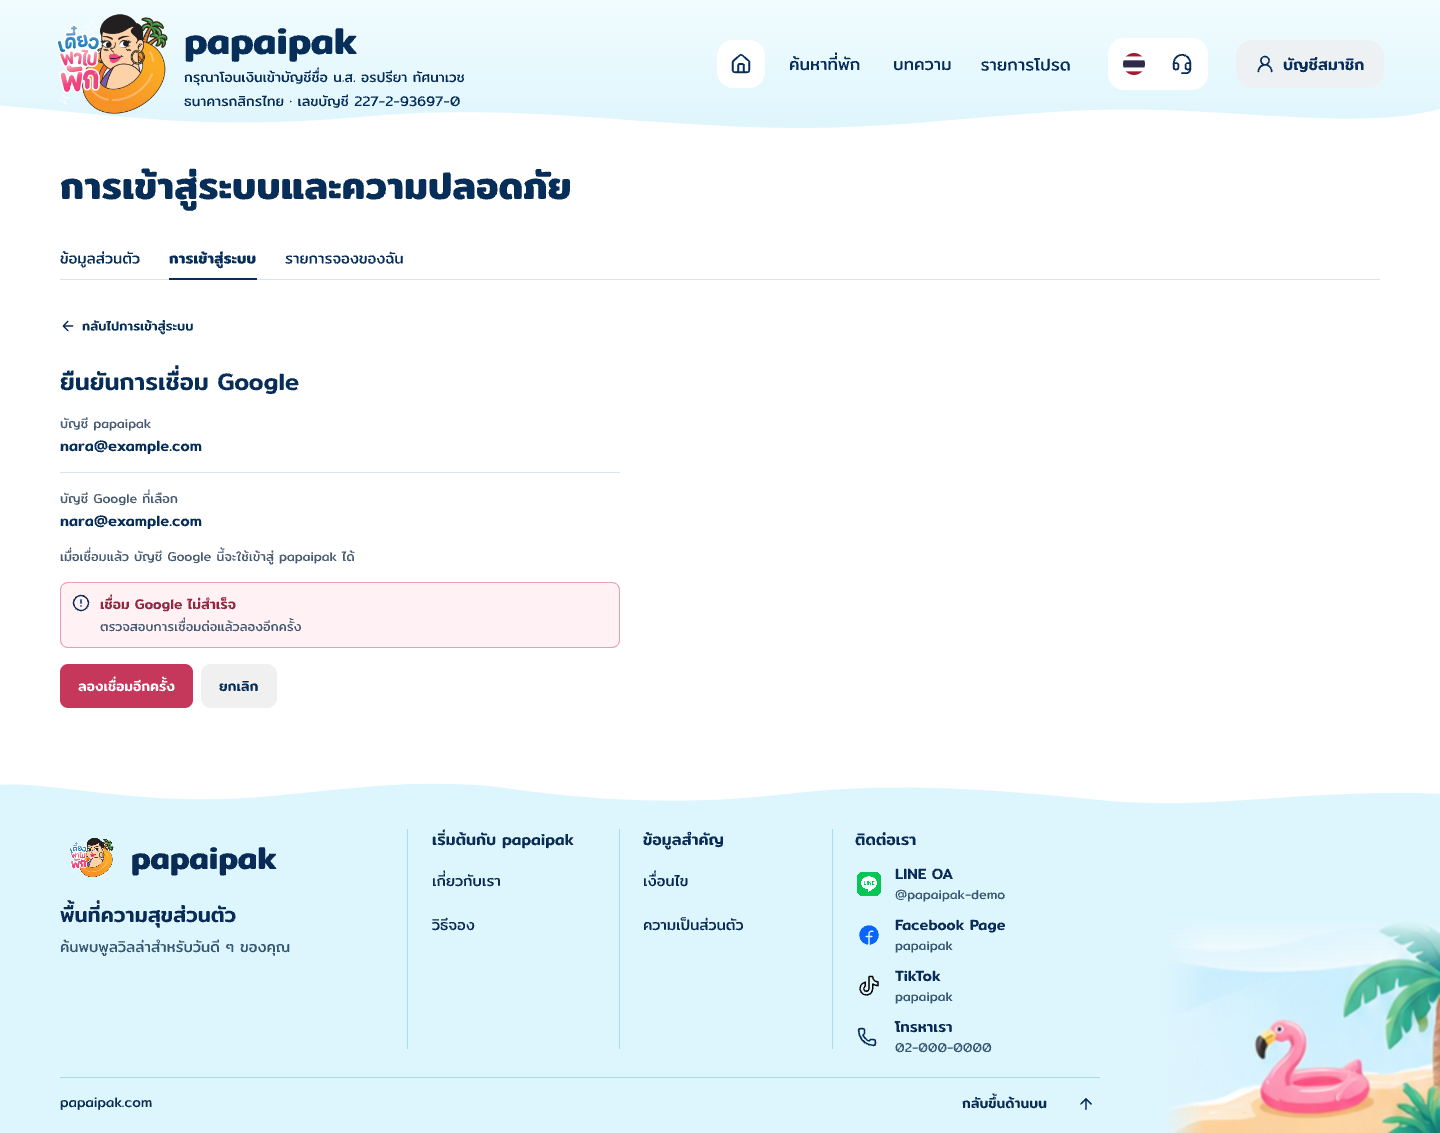 เดี๋ยว
พาไป
พัก
papaipak
กรุณาโอนเงินเข้าบัญชีชื่อ น.ส. อรปรียา ทัศนาเวช
ธนาคารกสิกรไทย · เลขบัญชี 227-2-93697-0
ค้นหาที่พัก
บทความ
รายการโปรด
บัญชีสมาชิก
การเข้าสู่ระบบและความปลอดภัย
ข้อมูลส่วนตัว
การเข้าสู่ระบบ
รายการจองของฉัน
กลับไปการเข้าสู่ระบบ
ยืนยันการเชื่อม Google
บัญชี papaipak
nara@example.com
บัญชี Google ที่เลือก
nara@example.com
เมื่อเชื่อมแล้ว บัญชี Google นี้จะใช้เข้าสู่ papaipak ได้
เชื่อม Google ไม่สำเร็จ
ตรวจสอบการเชื่อมต่อแล้วลองอีกครั้ง
ลองเชื่อมอีกครั้ง
ยกเลิก
เดี๋ยว
พาไป
พัก
papaipak
พื้นที่ความสุขส่วนตัว
ค้นพบพูลวิลล่าสำหรับวันดี ๆ ของคุณ
เริ่มต้นกับ papaipak
เกี่ยวกับเรา
วิธีจอง
ข้อมูลสำคัญ
เงื่อนไข
ความเป็นส่วนตัว
ติดต่อเรา
LINE OA
@papaipak-demo
Facebook Page
papaipak
TikTok
papaipak
โทรหาเรา
02-000-0000
papaipak.com
กลับขึ้นด้านบน